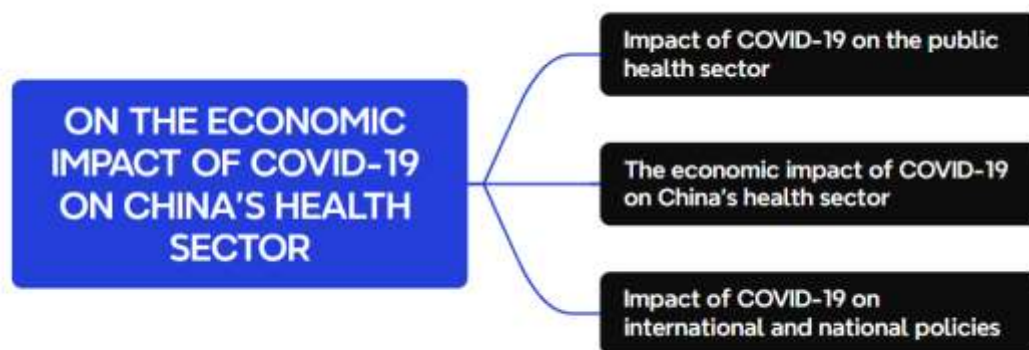 ON THE ECONOMIC
IMPACT OF COVID-19
ON CHINA'S HEALTH
SECTOR
Impact of COVID-19 on the public
health sector
The economic impact of COVID-19
on China's health sector
Impact of COVID-19 on
international and national policies